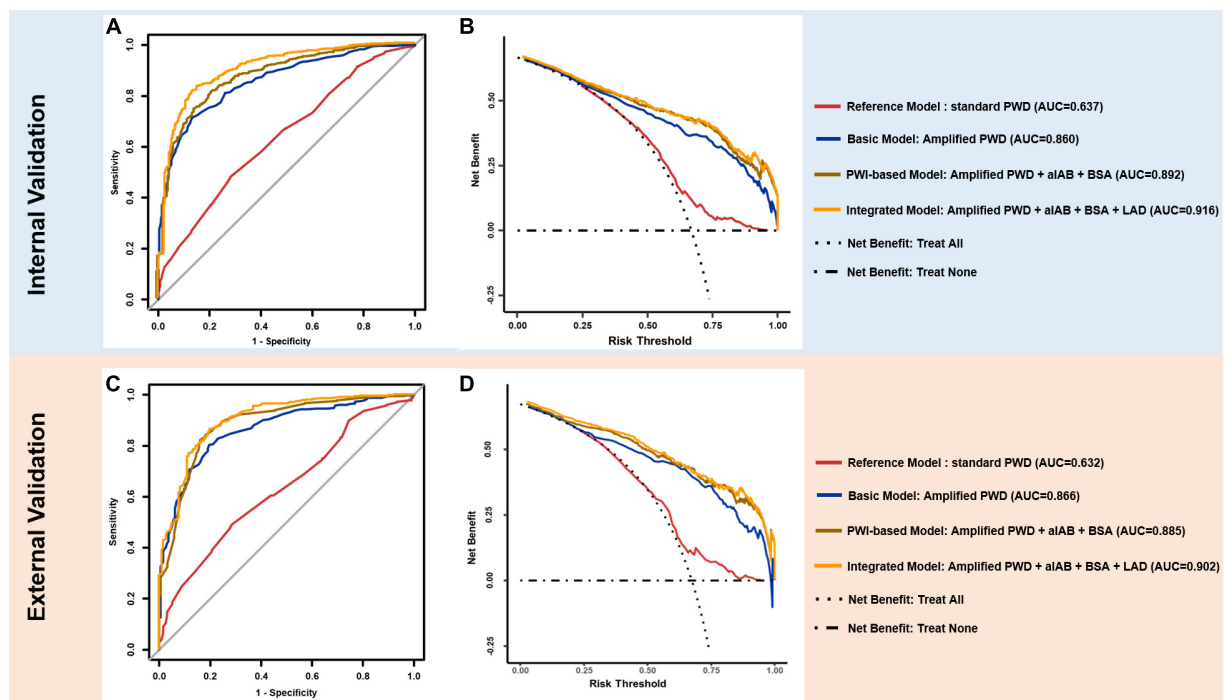 Internal Validation
A
Sensitivity
1.0
0.8
0.6
0.4
0.2
0.0
0.0 0.2 0.4 0.6 0.8 1.0
1 - Specificity
B
Net Benefit
0.50
0.25
0.00
-0.25
0.00 0.25 0.50 0.75 1.00
Risk Threshold
Reference Model : standard PWD (AUC=0.637)
Basic Model: Amplified PWD (AUC=0.860)
PWI-based Model: Amplified PWD + aIAB + BSA (AUC=0.892)
Integrated Model: Amplified PWD + aIAB + BSA + LAD (AUC=0.916)
Net Benefit: Treat All
Net Benefit: Treat None
External Validation
C
Sensitivity
1.0
0.8
0.6
0.4
0.2
0.0
0.0 0.2 0.4 0.6 0.8 1.0
1 - Specificity
D
Net Benefit
0.50
0.25
0.00
-0.25
0.00 0.25 0.50 0.75 1.00
Risk Threshold
Reference Model : standard PWD (AUC=0.632)
Basic Model: Amplified PWD (AUC=0.866)
PWI-based Model: Amplified PWD + aIAB + BSA (AUC=0.885)
Integrated Model: Amplified PWD + aIAB + BSA + LAD (AUC=0.902)
Net Benefit: Treat All
Net Benefit: Treat None